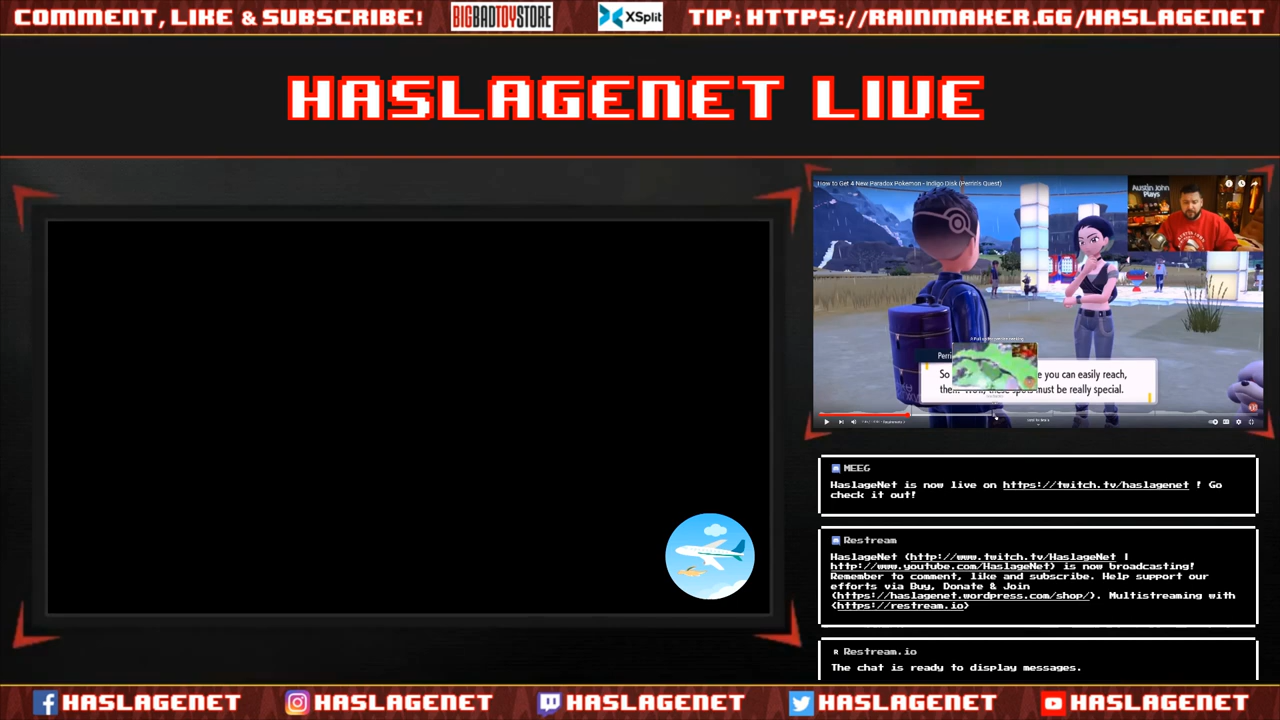 COMMENT, LIKE & SUBSCRIBE!
BIGBADTOYSTORE
XSplit
TIP: HTTPS://RAINMAKER.GG/HASLAGENET
HASLAGENET LIVE
How to Get 4 New Paradox Pokemon - Indigo Disk (Perrin's Quest)
Austin John
Plays
Perri
So
e you can easily reach,
the
must be really special.
MEEG
HaslageNet is now live on https://twitch.tv/haslagenet ! Go
check it out!
Restream
HaslageNet (http://www.twitch.tv/HaslageNet |
http://www.youtube.com/HaslageNet) is now broadcasting!
Remember to comment, like and subscribe. Help support our
efforts via Buy, Donate & Join
(https://haslagenet.wordpress.com/shop/). Multistreaming with
(https://restream.io)
R Restream.io
The chat is ready to display messages.
HASLAGENET
HASLAGENET
HASLAGENET
HASLAGENET
HASLAGENET